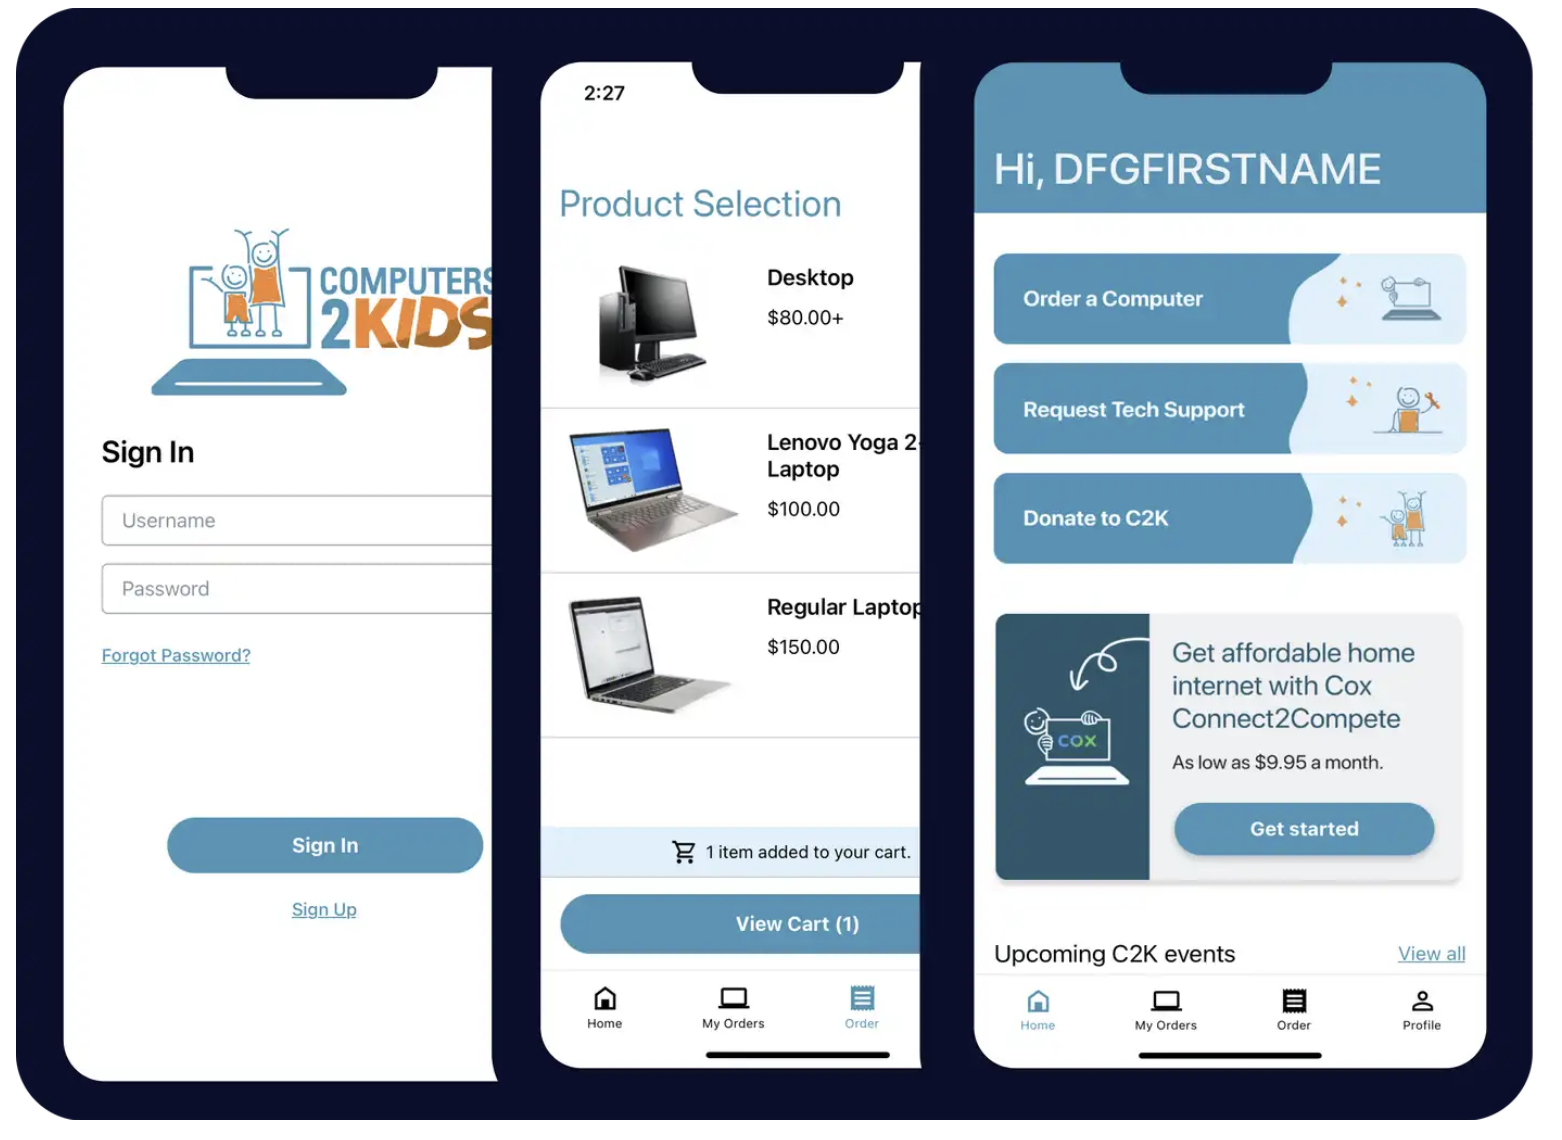 COMPUTERS
2KIDS
Sign In
Username
Password
Forgot Password?
Sign In
Sign Up
2:27
Product Selection
Desktop
$80.00+
Lenovo Yoga 2-
Laptop
$100.00
Regular Laptop
$150.00
1 item added to your cart.
View Cart (1)
Home
My Orders
Order
Hi, DFGFIRSTNAME
Order a Computer
Request Tech Support
Donate to C2K
COX
Get affordable home
internet with Cox
Connect2Compete
As low as $9.95 a month.
Get started
Upcoming C2K events
View all
Home
My Orders
Order
Profile